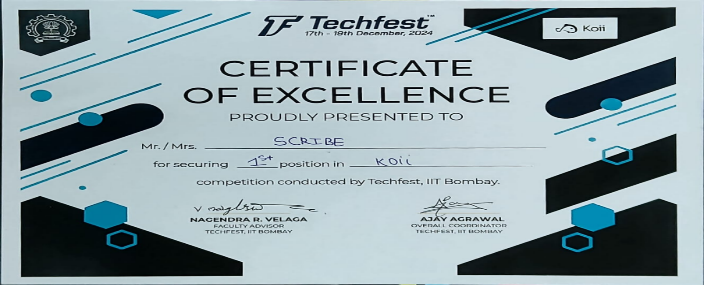 Techfest™
17th - 19th December, 2024
Koii
CERTIFICATE
OF EXCELLENCE
PROUDLY PRESENTED TO
Mr. / Mrs. SCRIBE
for securing 1st position in KOii
competition conducted by Techfest, IIT Bombay.
NAGENDRA R. VELAGA
FACULTY ADVISOR
TECHFEST, IIT BOMBAY
AJAY AGRAWAL
OVERALL COORDINATOR
TECHFEST, IIT BOMBAY